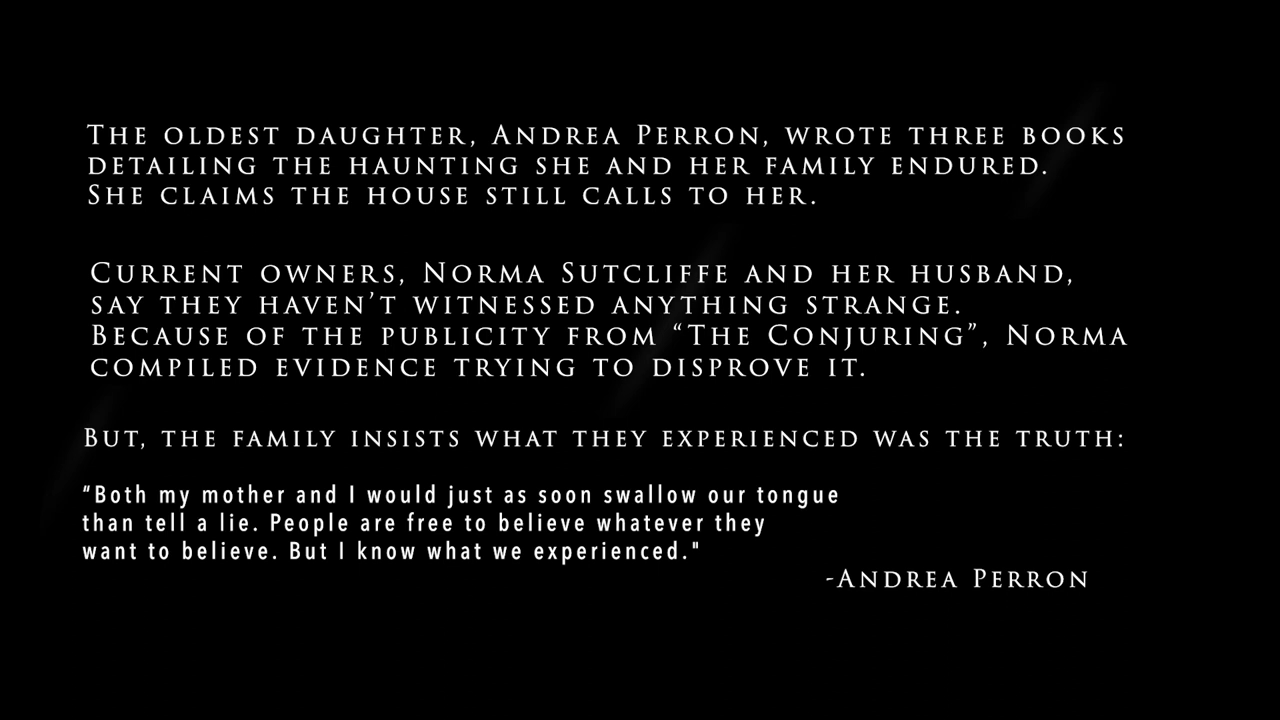 The oldest daughter, Andrea Perron, wrote three books
detailing the haunting she and her family endured.
She claims the house still calls to her.
Current owners, Norma Sutcliffe and her husband,
say they haven’t witnessed anything strange.
Because of the publicity from “The Conjuring”, Norma
compiled evidence trying to disprove it.
But, the family insists what they experienced was the truth:
“Both my mother and I would just as soon swallow our tongue
than tell a lie. People are free to believe whatever they
want to believe. But I know what we experienced."
-Andrea Perron